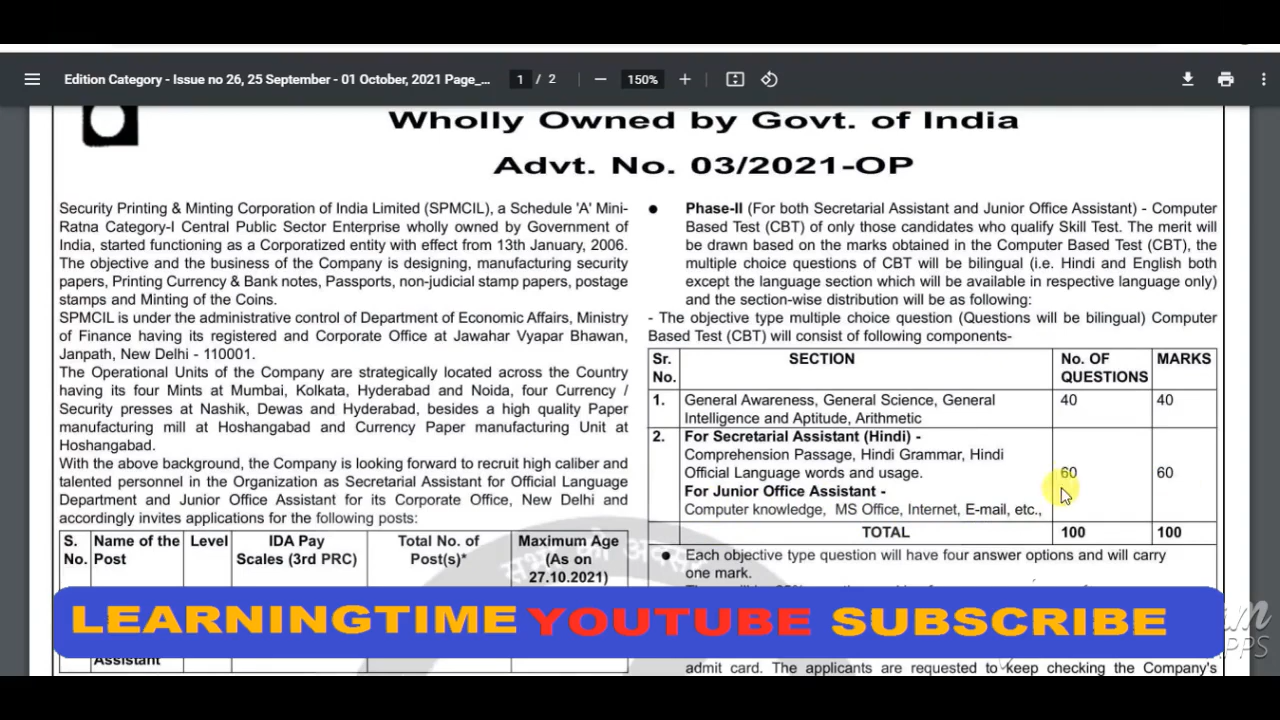 Edition Category - Issue no 26, 25 September - 01 October, 2021 Page_...
1 / 2
150%
Wholly Owned by Govt. of India
Advt. No. 03/2021-OP
Security Printing & Minting Corporation of India Limited (SPMCIL), a Schedule 'A' Mini-
Ratna Category-I Central Public Sector Enterprise wholly owned by Government of
India, started functioning as a Corporatized entity with effect from 13th January, 2006.
The objective and the business of the Company is designing, manufacturing security
papers, Printing Currency & Bank notes, Passports, non-judicial stamp papers, postage
stamps and Minting of the Coins.
SPMCIL is under the administrative control of Department of Economic Affairs, Ministry
of Finance having its registered and Corporate Office at Jawahar Vyapar Bhawan,
Janpath, New Delhi - 110001.
The Operational Units of the Company are strategically located across the Country
having its four Mints at Mumbai, Kolkata, Hyderabad and Noida, four Currency /
Security presses at Nashik, Dewas and Hyderabad, besides a high quality Paper
manufacturing mill at Hoshangabad and Currency Paper manufacturing Unit at
Hoshangabad.
With the above background, the Company is looking forward to recruit high caliber and
talented personnel in the Organization as Secretarial Assistant for Official Language
Department and Junior Office Assistant for its Corporate Office, New Delhi and
accordingly invites applications for the following posts:
S. No. Name of the Post Level IDA Pay Scales (3rd PRC) Total No. of Post(s)* Maximum Age (As on 27.10.2021)
Assistant
● Phase-II (For both Secretarial Assistant and Junior Office Assistant) - Computer
Based Test (CBT) of only those candidates who qualify Skill Test. The merit will
be drawn based on the marks obtained in the Computer Based Test (CBT), the
multiple choice questions of CBT will be bilingual (i.e. Hindi and English both
except the language section which will be available in respective language only)
and the section-wise distribution will be as following:
- The objective type multiple choice question (Questions will be bilingual) Computer
Based Test (CBT) will consist of following components-
Sr. No. SECTION No. OF QUESTIONS MARKS
1. General Awareness, General Science, General 40 40
Intelligence and Aptitude, Arithmetic
2. For Secretarial Assistant (Hindi) -
Comprehension Passage, Hindi Grammar, Hindi
Official Language words and usage. 60 60
For Junior Office Assistant -
Computer knowledge, MS Office, Internet, E-mail, etc.,
TOTAL 100 100
● Each objective type question will have four answer options and will carry
one mark.
admit card. The applicants are requested to keep checking the Company's
सभी को अवसर
LEARNINGTIME YOUTUBE SUBSCRIBE